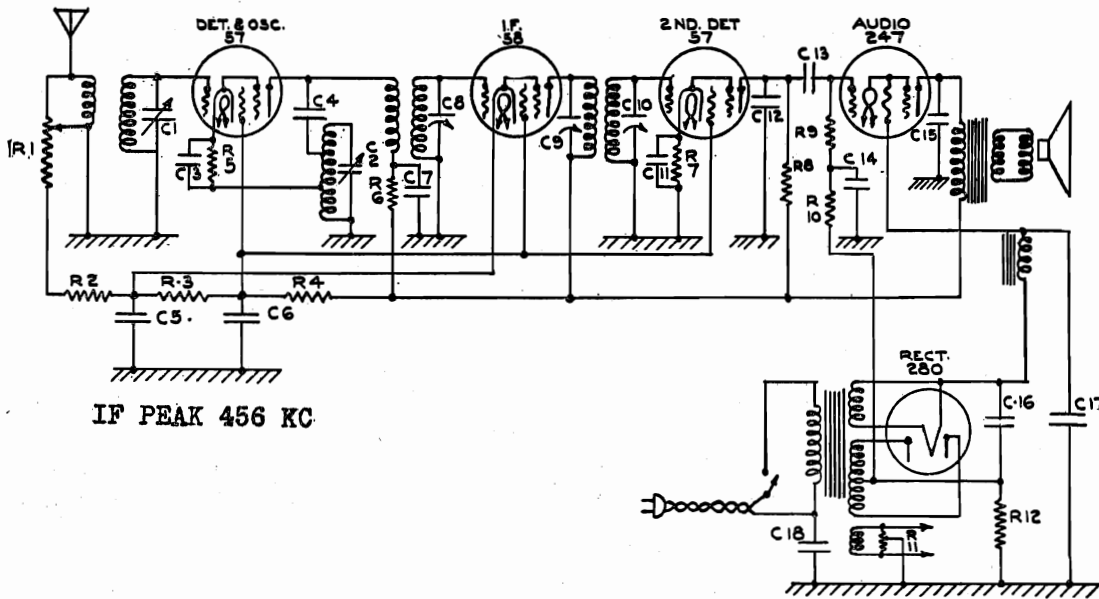 DET. & OSC.
57
I.F.
58
2ND. DET
57
AUDIO
247
C13
C4
C8
C10
C1
C12
C15
R9
R.1
R5
C2
C9
R8
C3
R6
C7
C11
R7
C14
R10
R2
R.3
R4
C5.
C6
RECT.
280
IF PEAK 456 KC
C.16
C17
R12
R11
C18